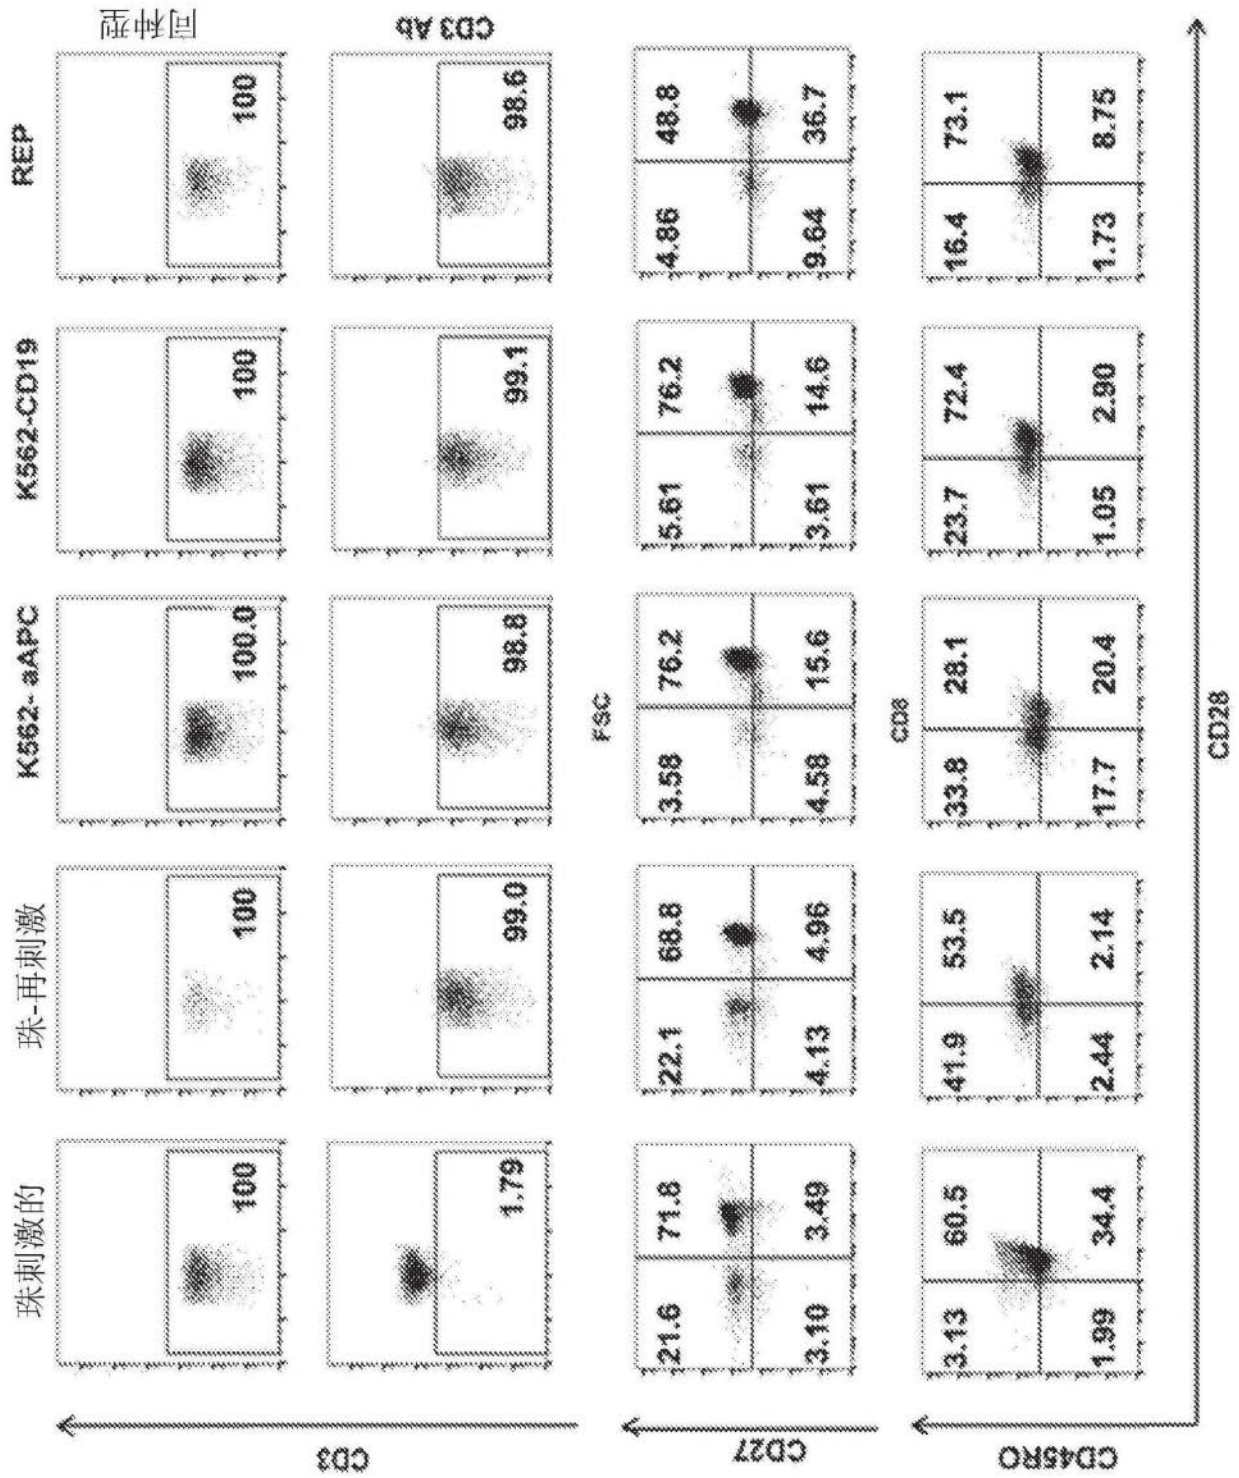 珠刺激的 珠-再刺激 K562- aAPC K562-CD19 REP
100 100 100.0 100 100 同种型
CD3
1.79 99.0 98.8 99.1 98.6 CD3 Ab
FSC
21.6 71.8 22.1 68.8 3.58 76.2 5.61 76.2 4.86 48.8
CD27
3.10 3.49 4.13 4.96 4.58 15.6 3.61 14.6 9.64 36.7
CD8
3.13 60.5 41.9 53.5 33.8 28.1 23.7 72.4 16.4 73.1
CD45RO
1.99 34.4 2.44 2.14 17.7 20.4 1.05 2.90 1.73 8.75
CD28